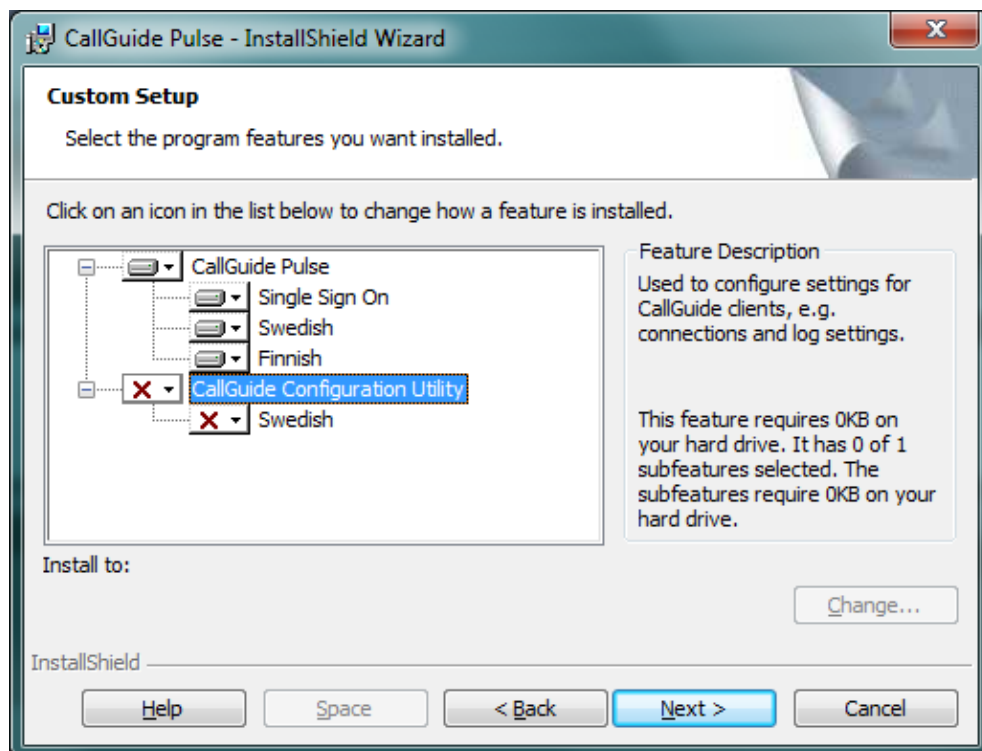 CallGuide Pulse - InstallShield Wizard
Custom Setup
Select the program features you want installed.
Click on an icon in the list below to change how a feature is installed.
CallGuide Pulse
Single Sign On
Swedish
Finnish
CallGuide Configuration Utility
Swedish
Feature Description
Used to configure settings for
CallGuide clients, e.g.
connections and log settings.
This feature requires 0KB on
your hard drive. It has 0 of 1
subfeatures selected. The
subfeatures require 0KB on your
hard drive.
Install to:
Change...
InstallShield
Help
Space
< Back
Next >
Cancel